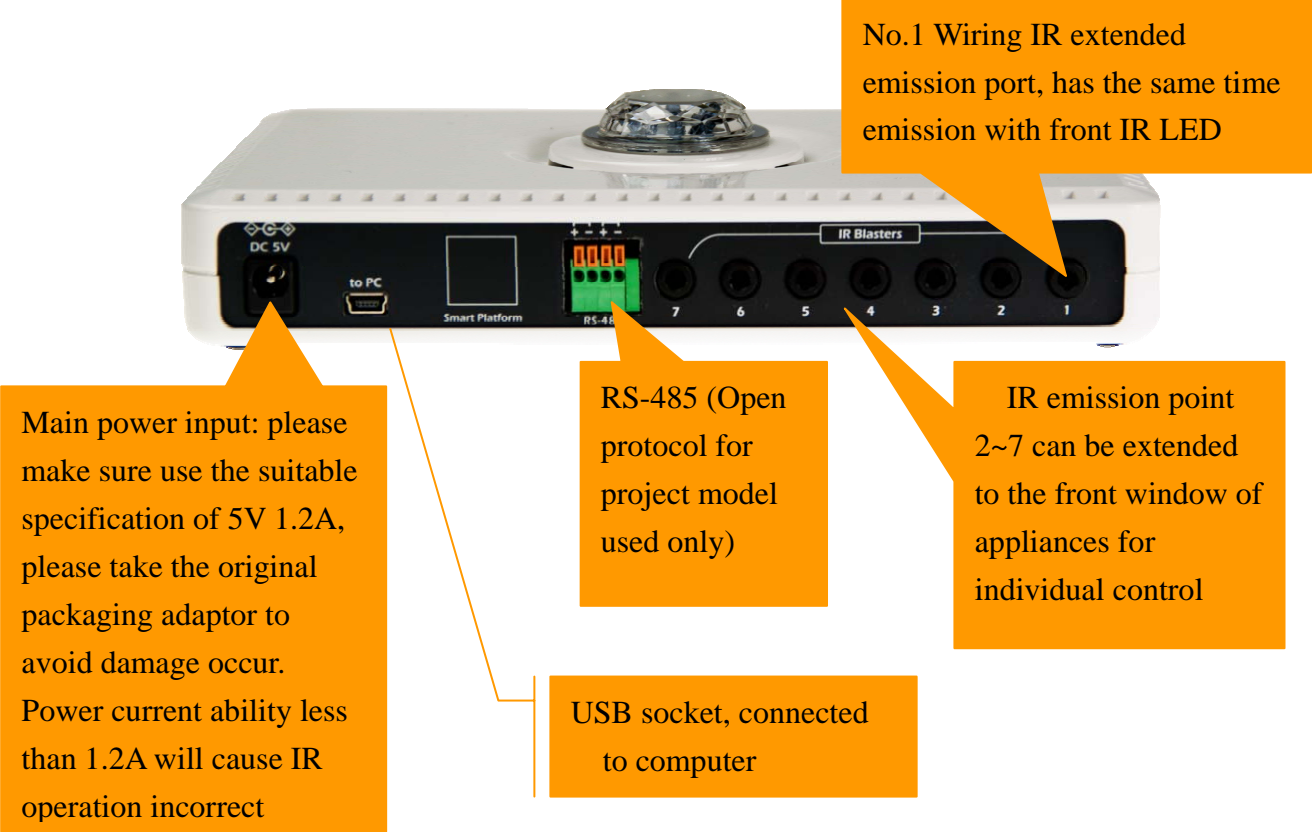 No.1 Wiring IR extended
emission port, has the same time
emission with front IR LED
DC 5V
to PC
Smart Platform
+ - + -
RS-48
IR Blasters
7 6 5 4 3 2 1
Main power input: please
make sure use the suitable
specification of 5V 1.2A,
please take the original
packaging adaptor to
avoid damage occur.
Power current ability less
than 1.2A will cause IR
operation incorrect
RS-485 (Open
protocol for
project model
used only)
IR emission point
2~7 can be extended
to the front window of
appliances for
individual control
USB socket, connected
to computer